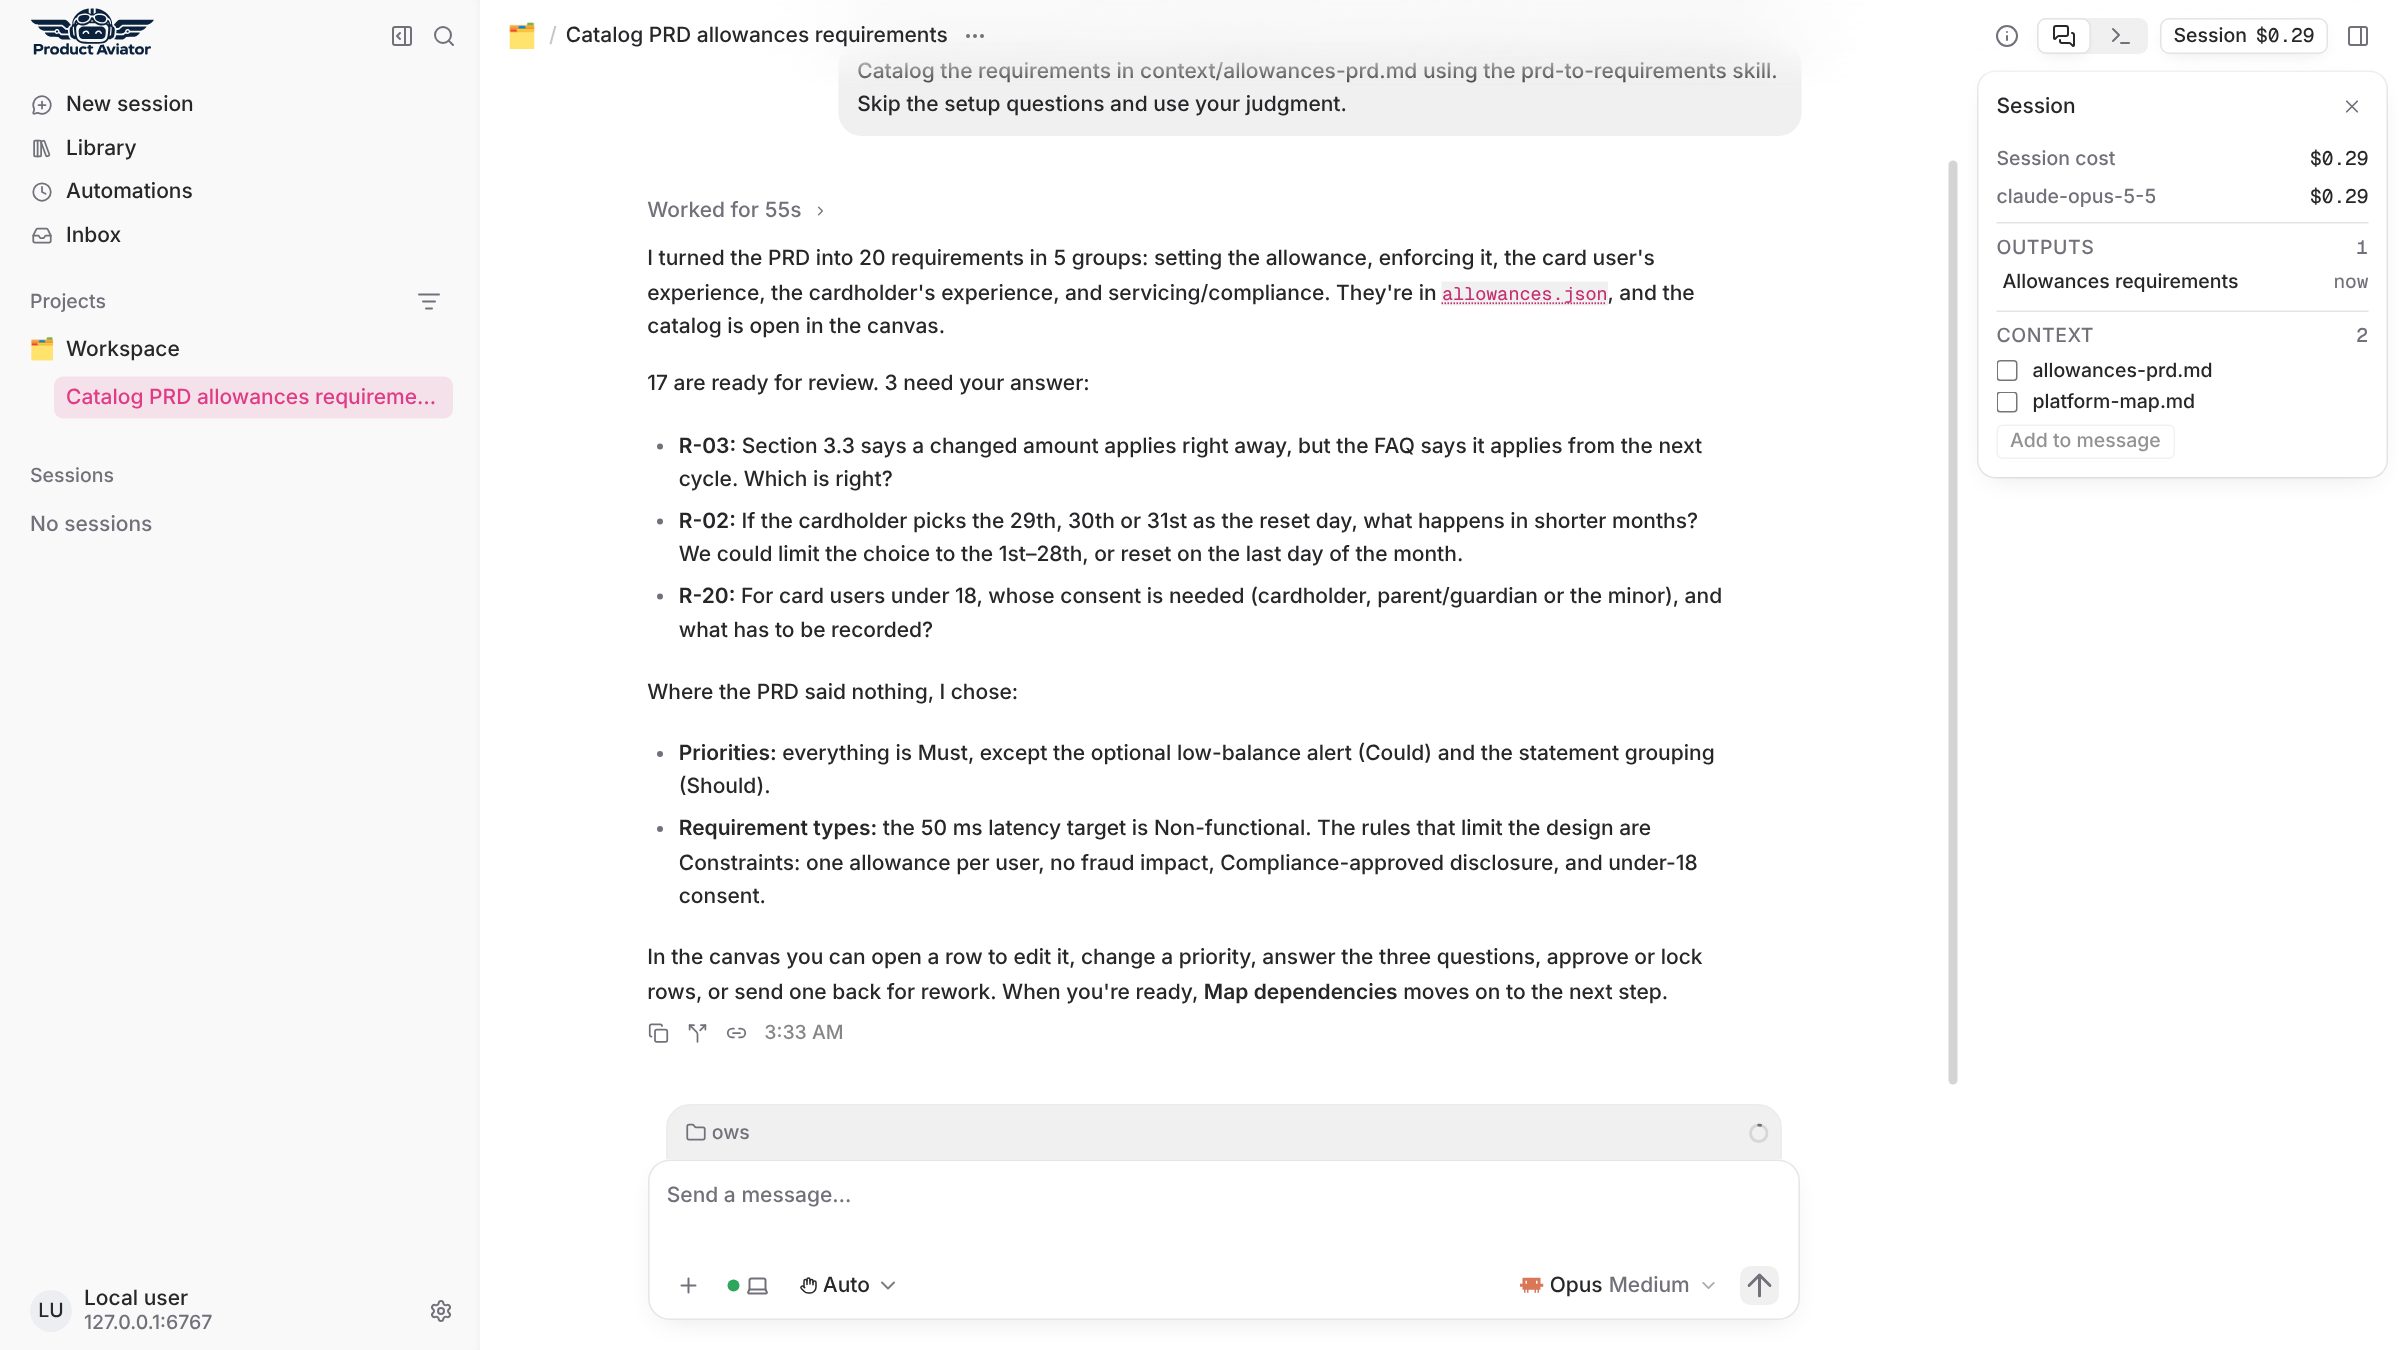 Product Aviator
New session
Library
Automations
Inbox
Projects
Workspace
Catalog PRD allowances requireme...
Sessions
No sessions
LU
Local user
127.0.0.1:6767
/ Catalog PRD allowances requirements
Catalog the requirements in context/allowances-prd.md using the prd-to-requirements skill.
Skip the setup questions and use your judgment.
Worked for 55s
I turned the PRD into 20 requirements in 5 groups: setting the allowance, enforcing it, the card user's
experience, the cardholder's experience, and servicing/compliance. They're in allowances.json, and the
catalog is open in the canvas.
17 are ready for review. 3 need your answer:
• R-03: Section 3.3 says a changed amount applies right away, but the FAQ says it applies from the next
cycle. Which is right?
• R-02: If the cardholder picks the 29th, 30th or 31st as the reset day, what happens in shorter months?
We could limit the choice to the 1st–28th, or reset on the last day of the month.
• R-20: For card users under 18, whose consent is needed (cardholder, parent/guardian or the minor), and
what has to be recorded?
Where the PRD said nothing, I chose:
• Priorities: everything is Must, except the optional low-balance alert (Could) and the statement grouping
(Should).
• Requirement types: the 50 ms latency target is Non-functional. The rules that limit the design are
Constraints: one allowance per user, no fraud impact, Compliance-approved disclosure, and under-18
consent.
In the canvas you can open a row to edit it, change a priority, answer the three questions, approve or lock
rows, or send one back for rework. When you're ready, Map dependencies moves on to the next step.
3:33 AM
ows
Send a message...
Auto
Opus Medium
Session $0.29
Session
Session cost $0.29
claude-opus-5-5 $0.29
OUTPUTS 1
Allowances requirements now
CONTEXT 2
allowances-prd.md
platform-map.md
Add to message